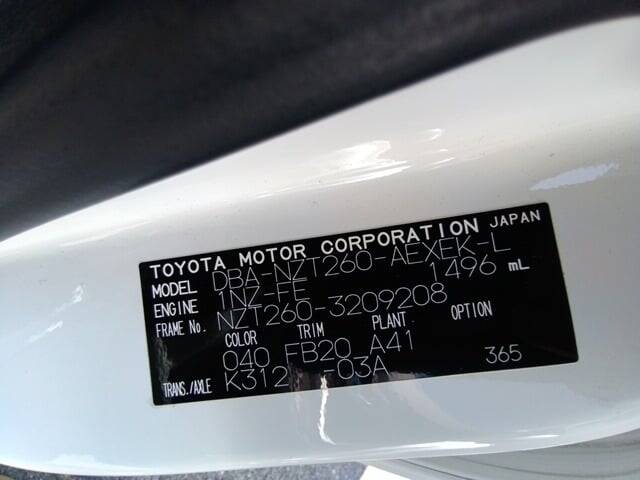 TOYOTA MOTOR CORPORATION JAPAN
MODEL DBA-NZT260-AEXEK-L
ENGINE 1NZ-FE 1496 mL
FRAME No. NZT260-3209208
COLOR TRIM PLANT OPTION
040 FB20 A41
TRANS./AXLE K312 -03A 365